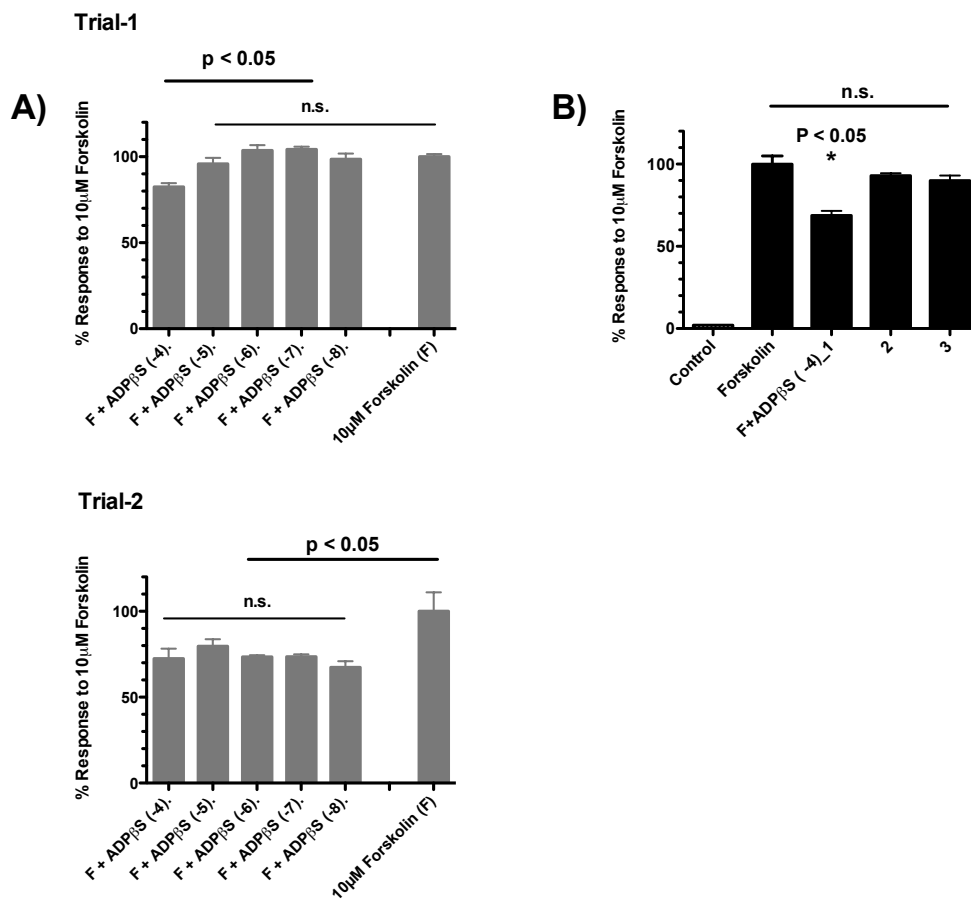 Trial-1
A)
p < 0.05
n.s.
% Response to 10μM Forskolin
100
50
0
F + ADPβS (-4).
F + ADPβS (-5).
F + ADPβS (-6).
F + ADPβS (-7).
F + ADPβS (-8).
10μM Forskolin (F)
B)
n.s.
P < 0.05
*
% Response to 10μM Forskolin
100
50
0
Control
Forskolin
F+ADPβS ( -4)_1
2
3
Trial-2
p < 0.05
n.s.
% Response to 10μM Forskolin
100
50
0
F + ADPβS (-4).
F + ADPβS (-5).
F + ADPβS (-6).
F + ADPβS (-7).
F + ADPβS (-8).
10μM Forskolin (F)